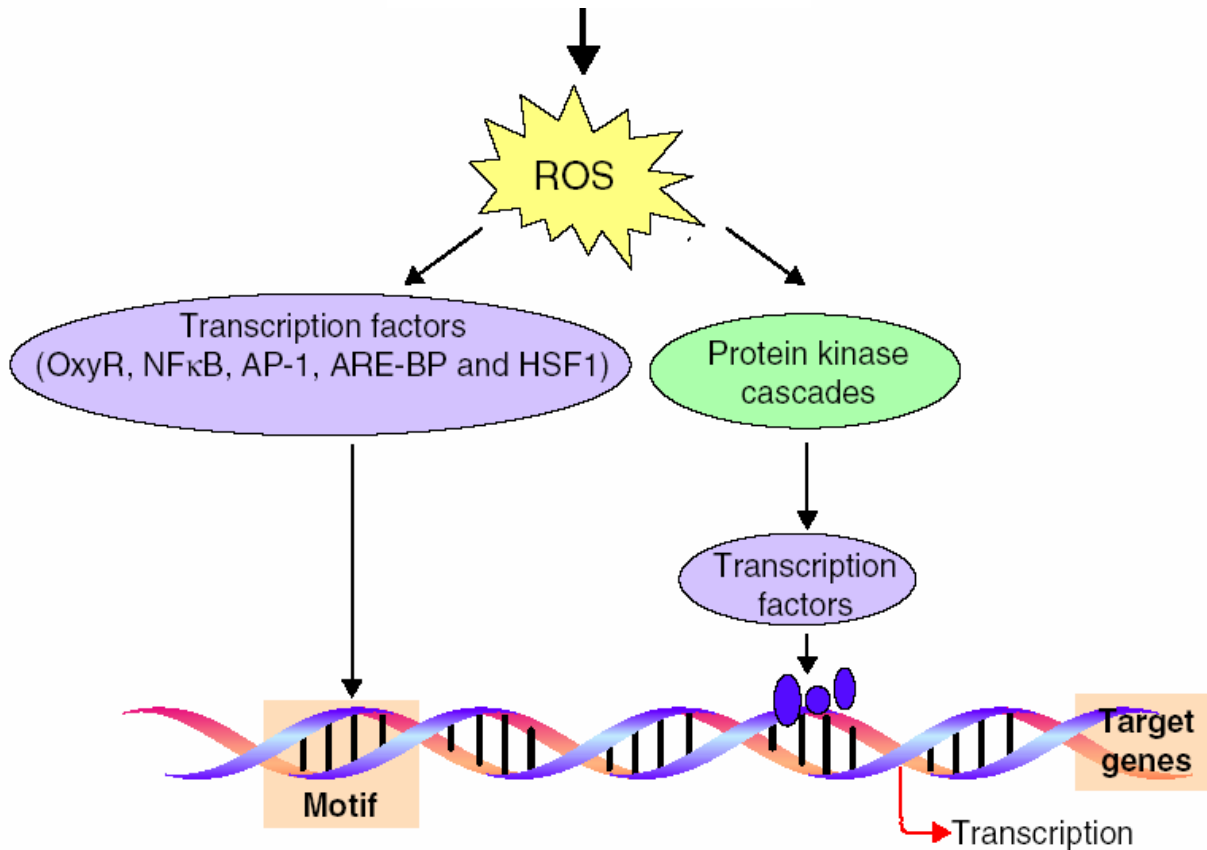 ROS
Transcription factors
(OxyR, NFκB, AP-1, ARE-BP and HSF1)
Protein kinase
cascades
Transcription
factors
Motif
Target
genes
Transcription